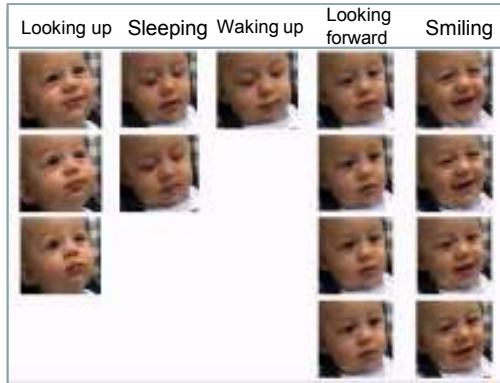 Looking up
Sleeping
Waking up
Looking
forward
Smiling